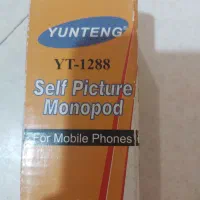 YUNTENG
YT-1288
Self Picture
Monopod
For Mobile Phones